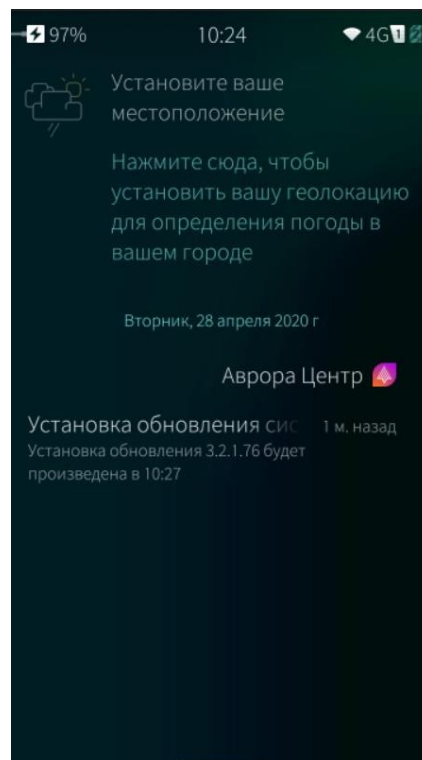 97% 10:24 4G 1
Установите ваше
местоположение
Нажмите сюда, чтобы
установить вашу геолокацию
для определения погоды в
вашем городе
Вторник, 28 апреля 2020 г
Аврора Центр
Установка обновления сис 1 м. назад
Установка обновления 3.2.1.76 будет
произведена в 10:27